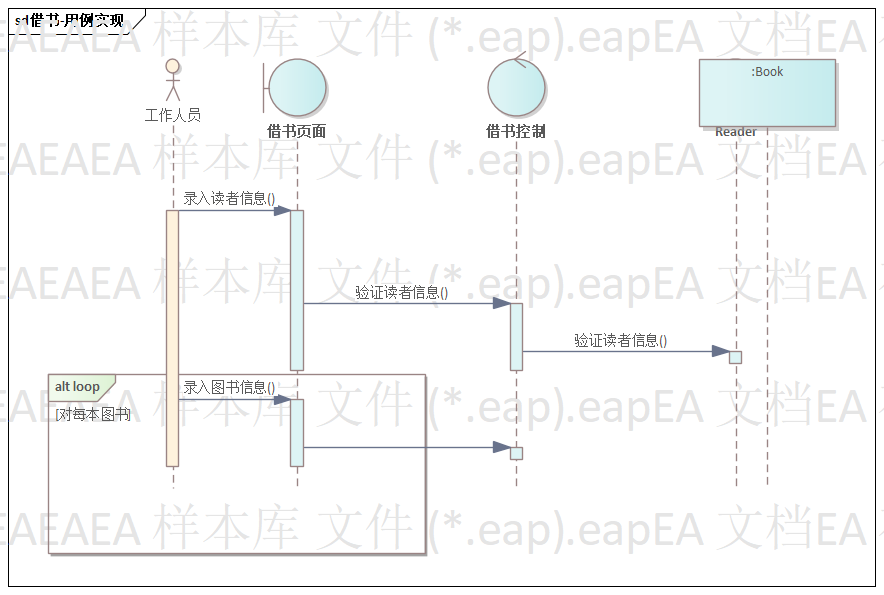 sd借书-用例实现
EAEAEA 样本库 文件 (*.eap).eapEA 文档EA
:Book
工作人员
借书页面
借书控制
Reader
EAEAEA 样本库 文件 (*.eap).eapEA 文档EA
录入读者信息()
EAEAEA 样本库 文件 (*.eap).eapEA 文档EA
验证读者信息()
验证读者信息()
alt loop
录入图书信息()
[对每本图书]
EAEAEA 样本库 文件 (*.eap).eapEA 文档EA
EAEAEA 样本库 文件 (*.eap).eapEA 文档EA